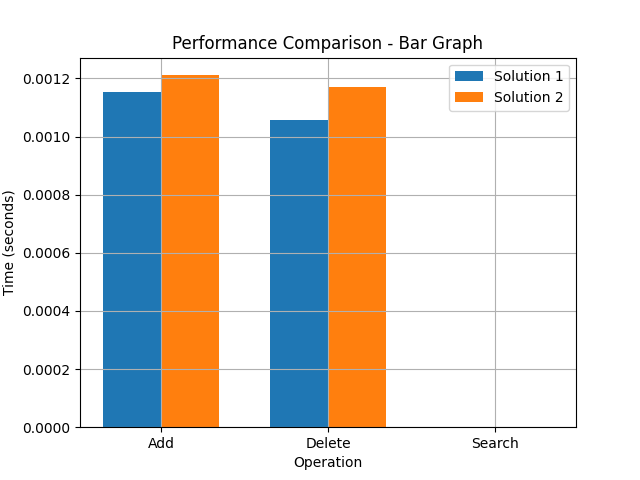 Performance Comparison - Bar Graph
Solution 1
Solution 2
0.0012
0.0010
0.0008
0.0006
0.0004
0.0002
0.0000
Time (seconds)
Add
Delete
Search
Operation